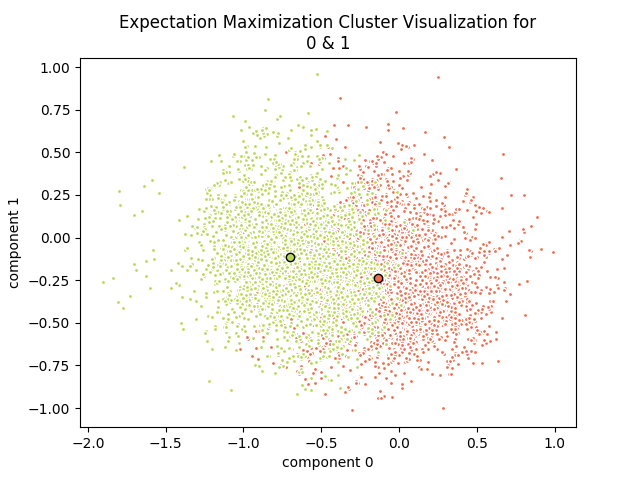 Expectation Maximization Cluster Visualization for
0 & 1
1.00
0.75
0.50
0.25
0.00
−0.25
−0.50
−0.75
−1.00
component 1
−2.0 −1.5 −1.0 −0.5 0.0 0.5 1.0
component 0